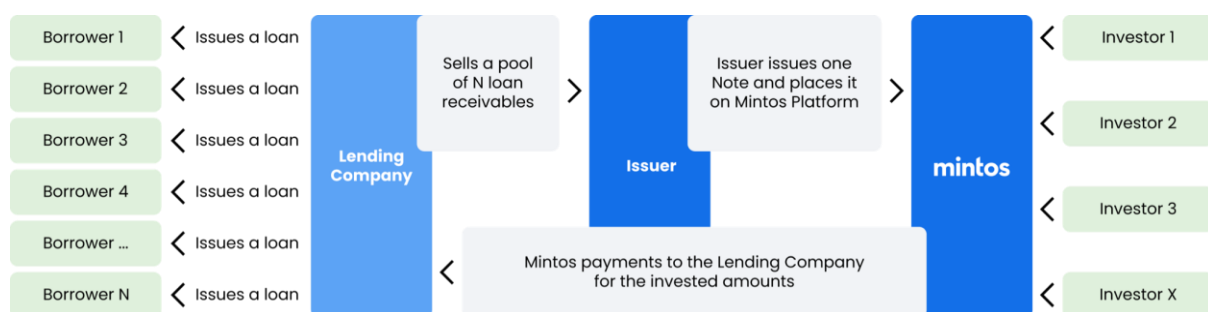 Borrower 1
Issues a loan
Borrower 2
Issues a loan
Borrower 3
Issues a loan
Borrower 4
Issues a loan
Borrower ...
Issues a loan
Borrower N
Issues a loan
Lending
Company
Sells a pool
of N loan
receivables
Issuer
Issuer issues one
Note and places it
on Mintos Platform
mintos
Mintos payments to the Lending Company
for the invested amounts
Investor 1
Investor 2
Investor 3
Investor X